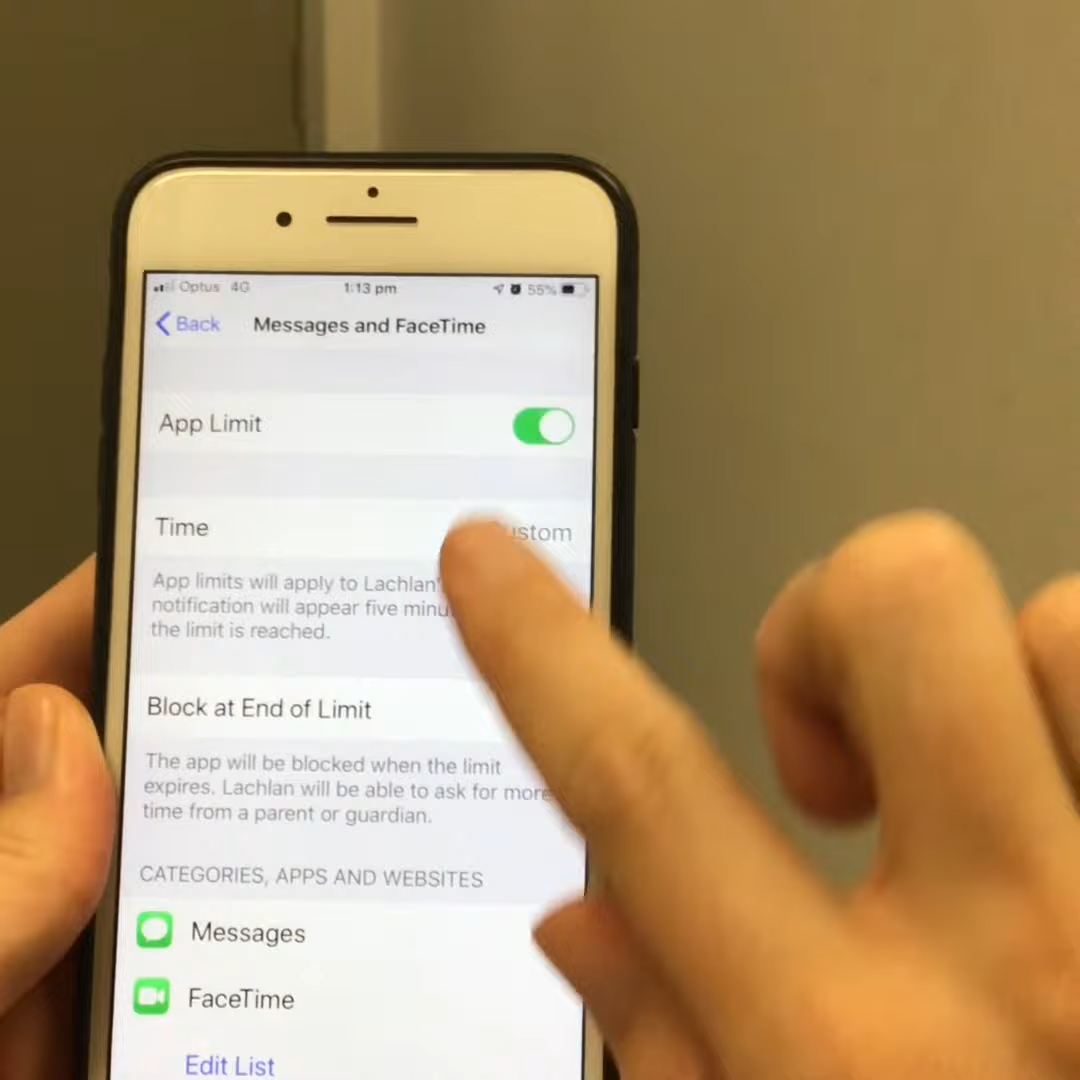 Optus 4G 1:13 pm 55%
Back Messages and FaceTime
App Limit
Time ustom
App limits will apply to Lachlan'
notification will appear five minu
the limit is reached.
Block at End of Limit
The app will be blocked when the limit
expires. Lachlan will be able to ask for more
time from a parent or guardian.
CATEGORIES, APPS AND WEBSITES
Messages
FaceTime
Edit List